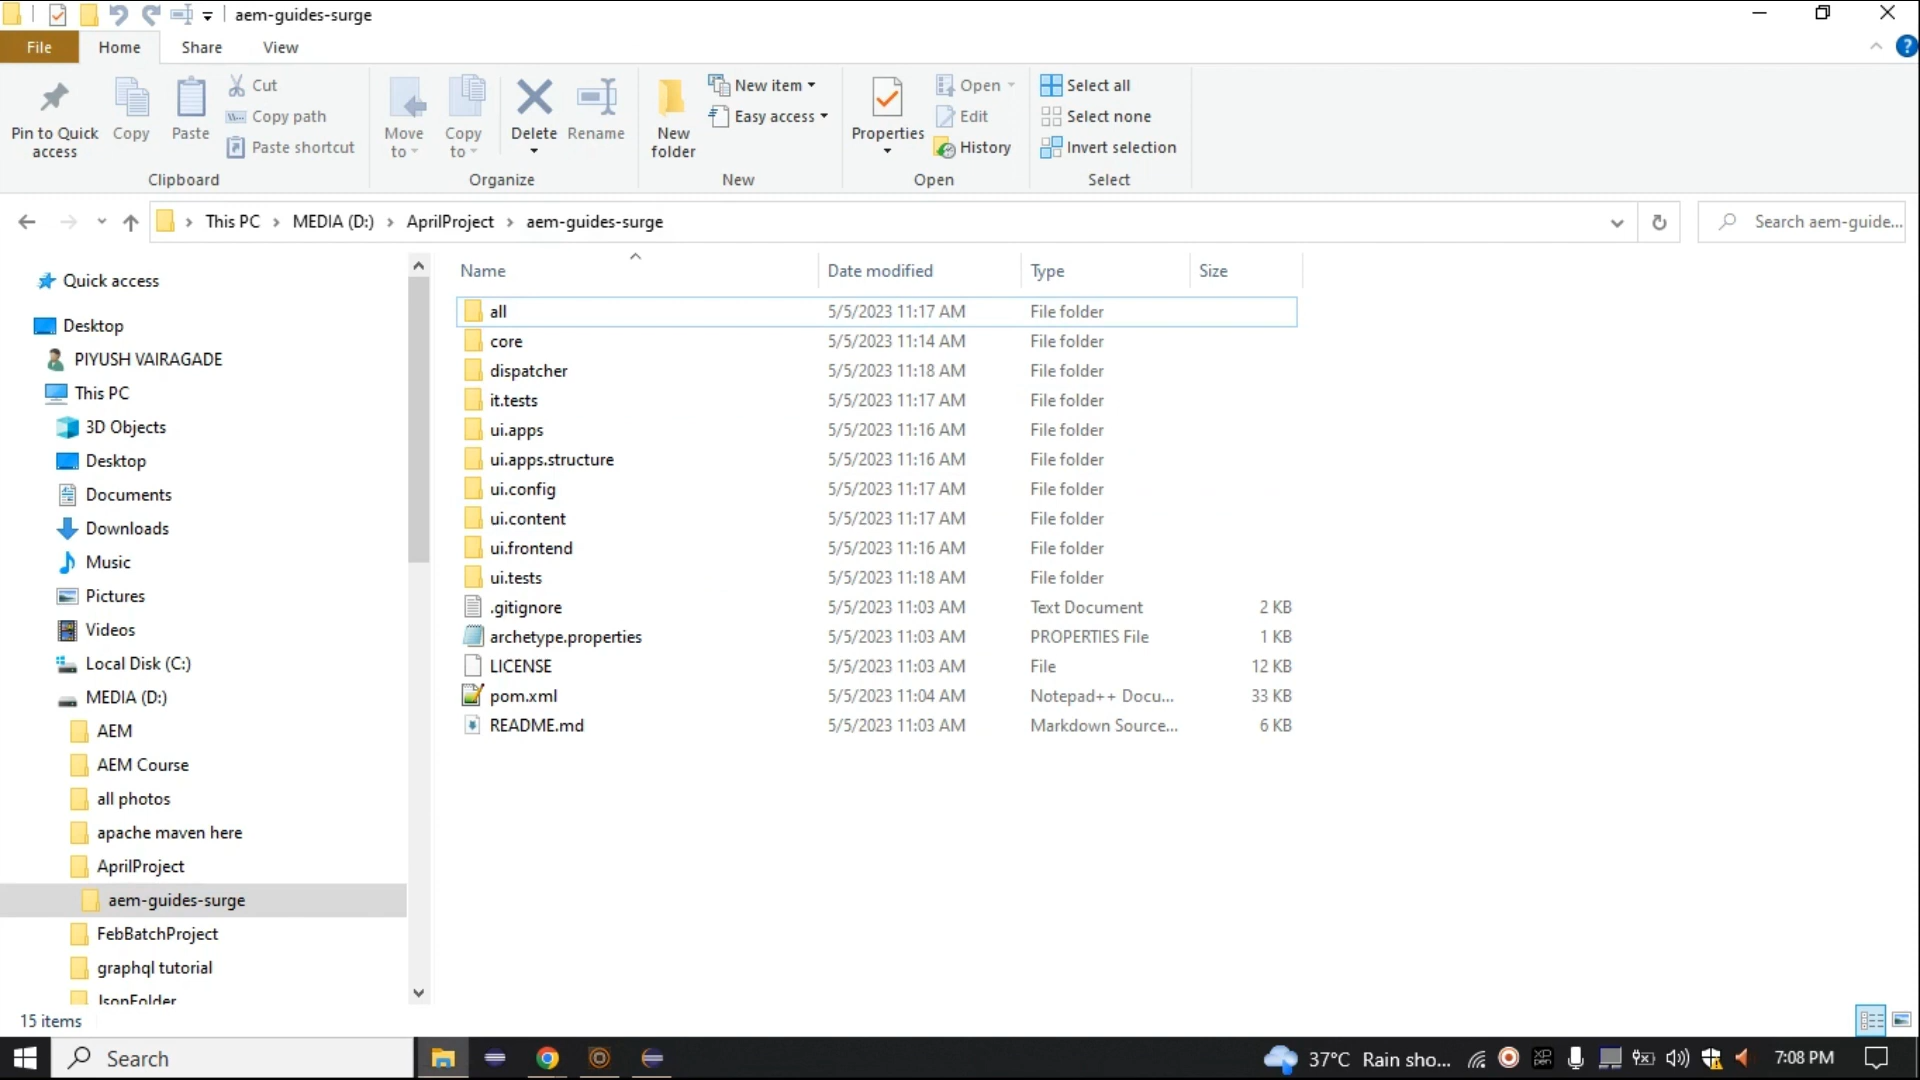 aem-guides-surge
File Home Share View
Pin to Quick access
Copy
Paste
Cut
Copy path
Paste shortcut
Clipboard
Move to
Copy to
Delete
Rename
Organize
New folder
New item
Easy access
New
Properties
Open
Edit
History
Open
Select all
Select none
Invert selection
Select
This PC > MEDIA (D:) > AprilProject > aem-guides-surge
Search aem-guide...
Quick access
Desktop
PIYUSH VAIRAGADE
This PC
3D Objects
Desktop
Documents
Downloads
Music
Pictures
Videos
Local Disk (C:)
MEDIA (D:)
AEM
AEM Course
all photos
apache maven here
AprilProject
aem-guides-surge
FebBatchProject
graphql tutorial
JsonFolder
Name Date modified Type Size
all 5/5/2023 11:17 AM File folder
core 5/5/2023 11:14 AM File folder
dispatcher 5/5/2023 11:18 AM File folder
it.tests 5/5/2023 11:17 AM File folder
ui.apps 5/5/2023 11:16 AM File folder
ui.apps.structure 5/5/2023 11:16 AM File folder
ui.config 5/5/2023 11:17 AM File folder
ui.content 5/5/2023 11:17 AM File folder
ui.frontend 5/5/2023 11:16 AM File folder
ui.tests 5/5/2023 11:18 AM File folder
.gitignore 5/5/2023 11:03 AM Text Document 2 KB
archetype.properties 5/5/2023 11:03 AM PROPERTIES File 1 KB
LICENSE 5/5/2023 11:03 AM File 12 KB
pom.xml 5/5/2023 11:04 AM Notepad++ Docu... 33 KB
README.md 5/5/2023 11:03 AM Markdown Source... 6 KB
15 items
Search
37°C Rain sho...
7:08 PM